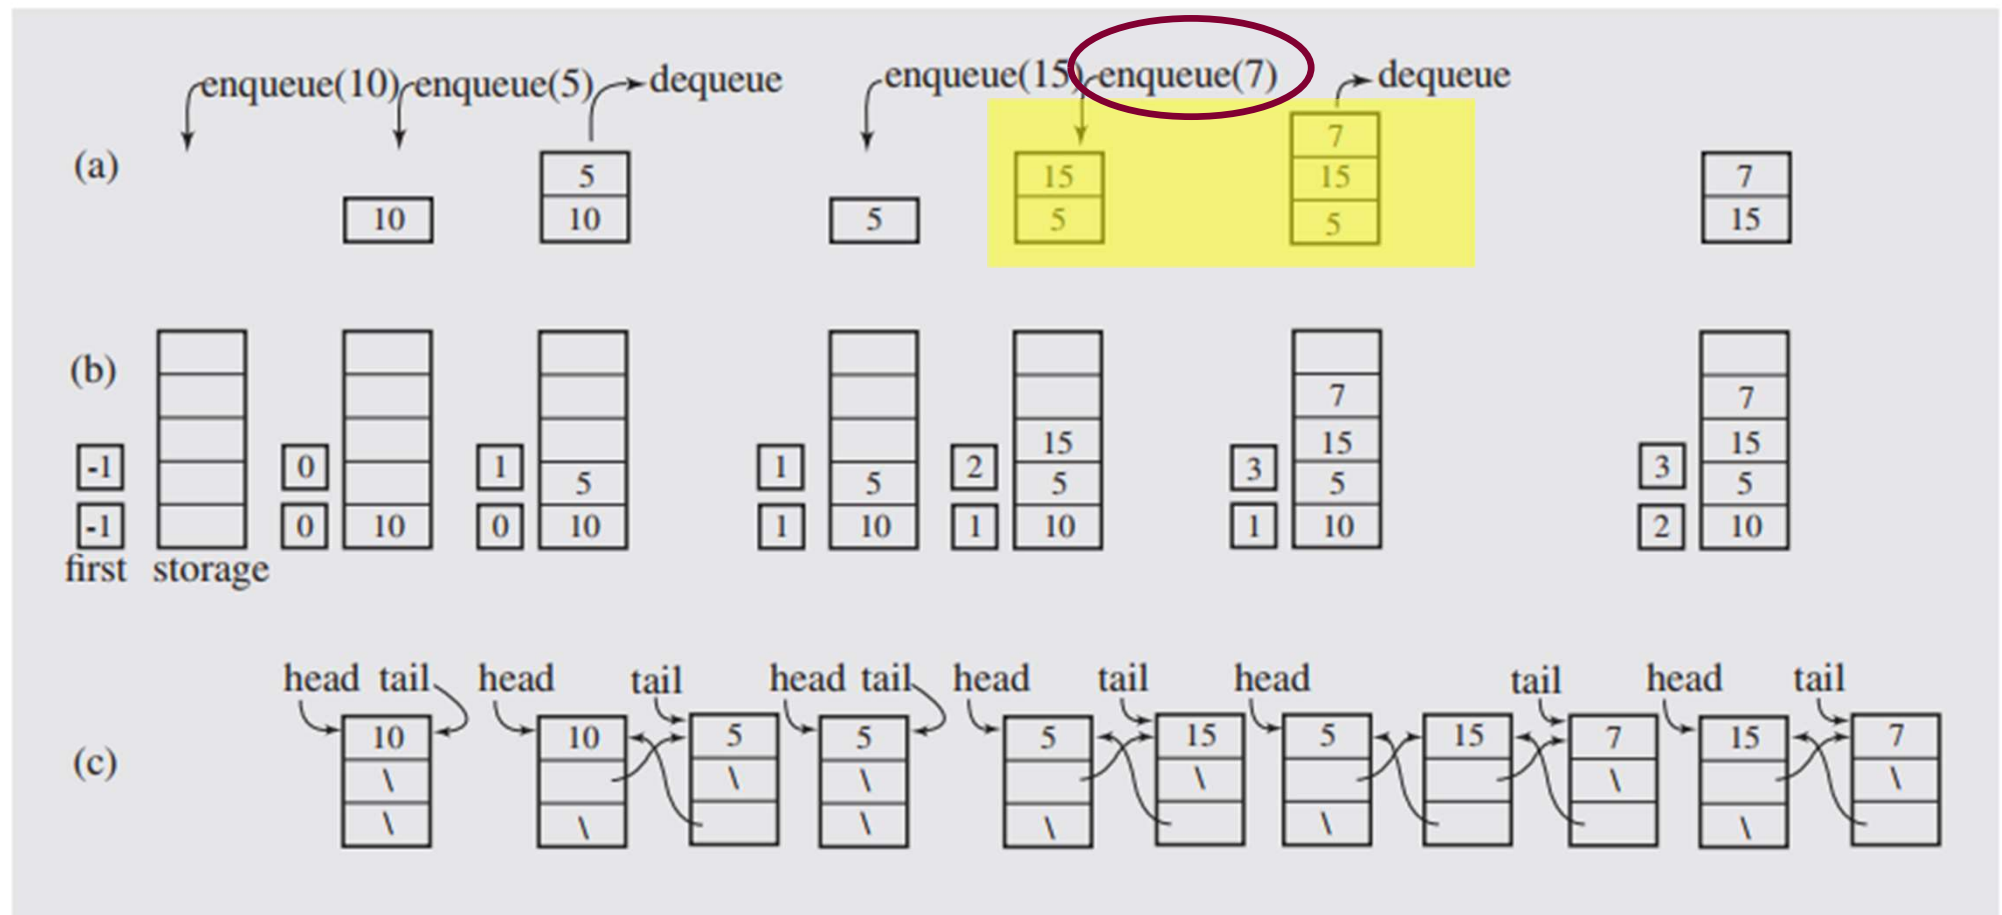 enqueue(10) enqueue(5) dequeue enqueue(15) enqueue(7) dequeue
7
(a) 5 15 15 7
10 10 5 5 5 15
(b)
7 7
15 15 15
-1 0 1 5 1 5 2 5 3 5 3 5
-1 0 10 0 10 1 10 1 10 1 10 2 10
first storage
head tail head tail head tail head tail head tail head tail
10 10 5 5 5 15 5 15 7 15 7
(c) \ \ \ \ \ \
\ \ \ \ \ \